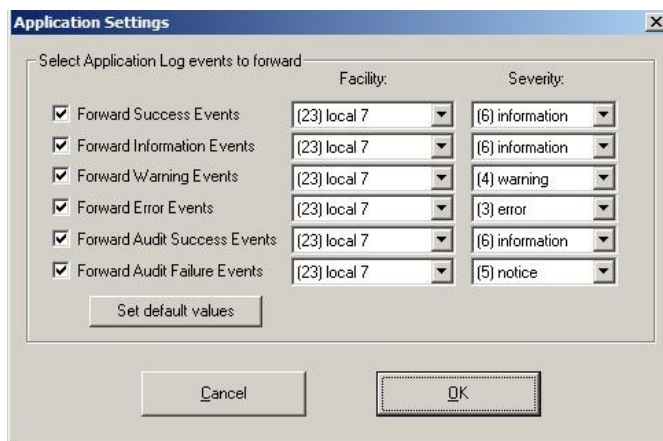 Application Settings
Select Application Log events to forward
Facility: Severity:
Forward Success Events (23) local 7 (6) information
Forward Information Events (23) local 7 (6) information
Forward Warning Events (23) local 7 (4) warning
Forward Error Events (23) local 7 (3) error
Forward Audit Success Events (23) local 7 (6) information
Forward Audit Failure Events (23) local 7 (5) notice
Set default values
Cancel OK